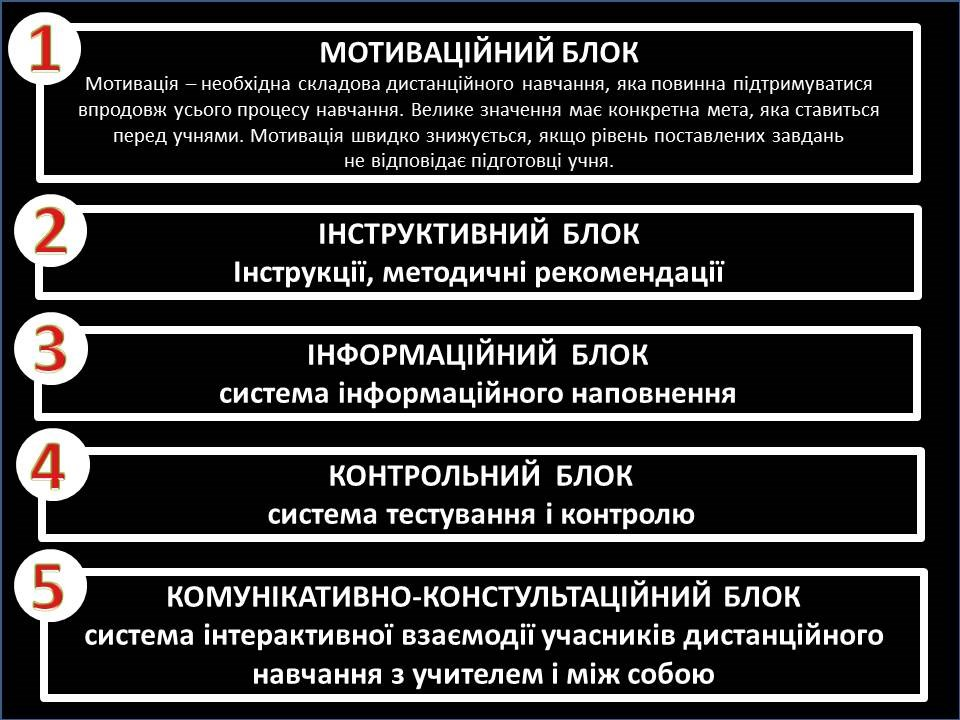 1
МОТИВАЦІЙНИЙ БЛОК
Мотивація – необхідна складова дистанційного навчання, яка повинна підтримуватися
впродовж усього процесу навчання. Велике значення має конкретна мета, яка ставиться
перед учнями. Мотивація швидко знижується, якщо рівень поставлених завдань
не відповідає підготовці учня.
2
ІНСТРУКТИВНИЙ БЛОК
Інструкції, методичні рекомендації
3
ІНФОРМАЦІЙНИЙ БЛОК
система інформаційного наповнення
4
КОНТРОЛЬНИЙ БЛОК
система тестування і контролю
5
КОМУНІКАТИВНО-КОНСТУЛЬТАЦІЙНИЙ БЛОК
система інтерактивної взаємодії учасників дистанційного
навчання з учителем і між собою